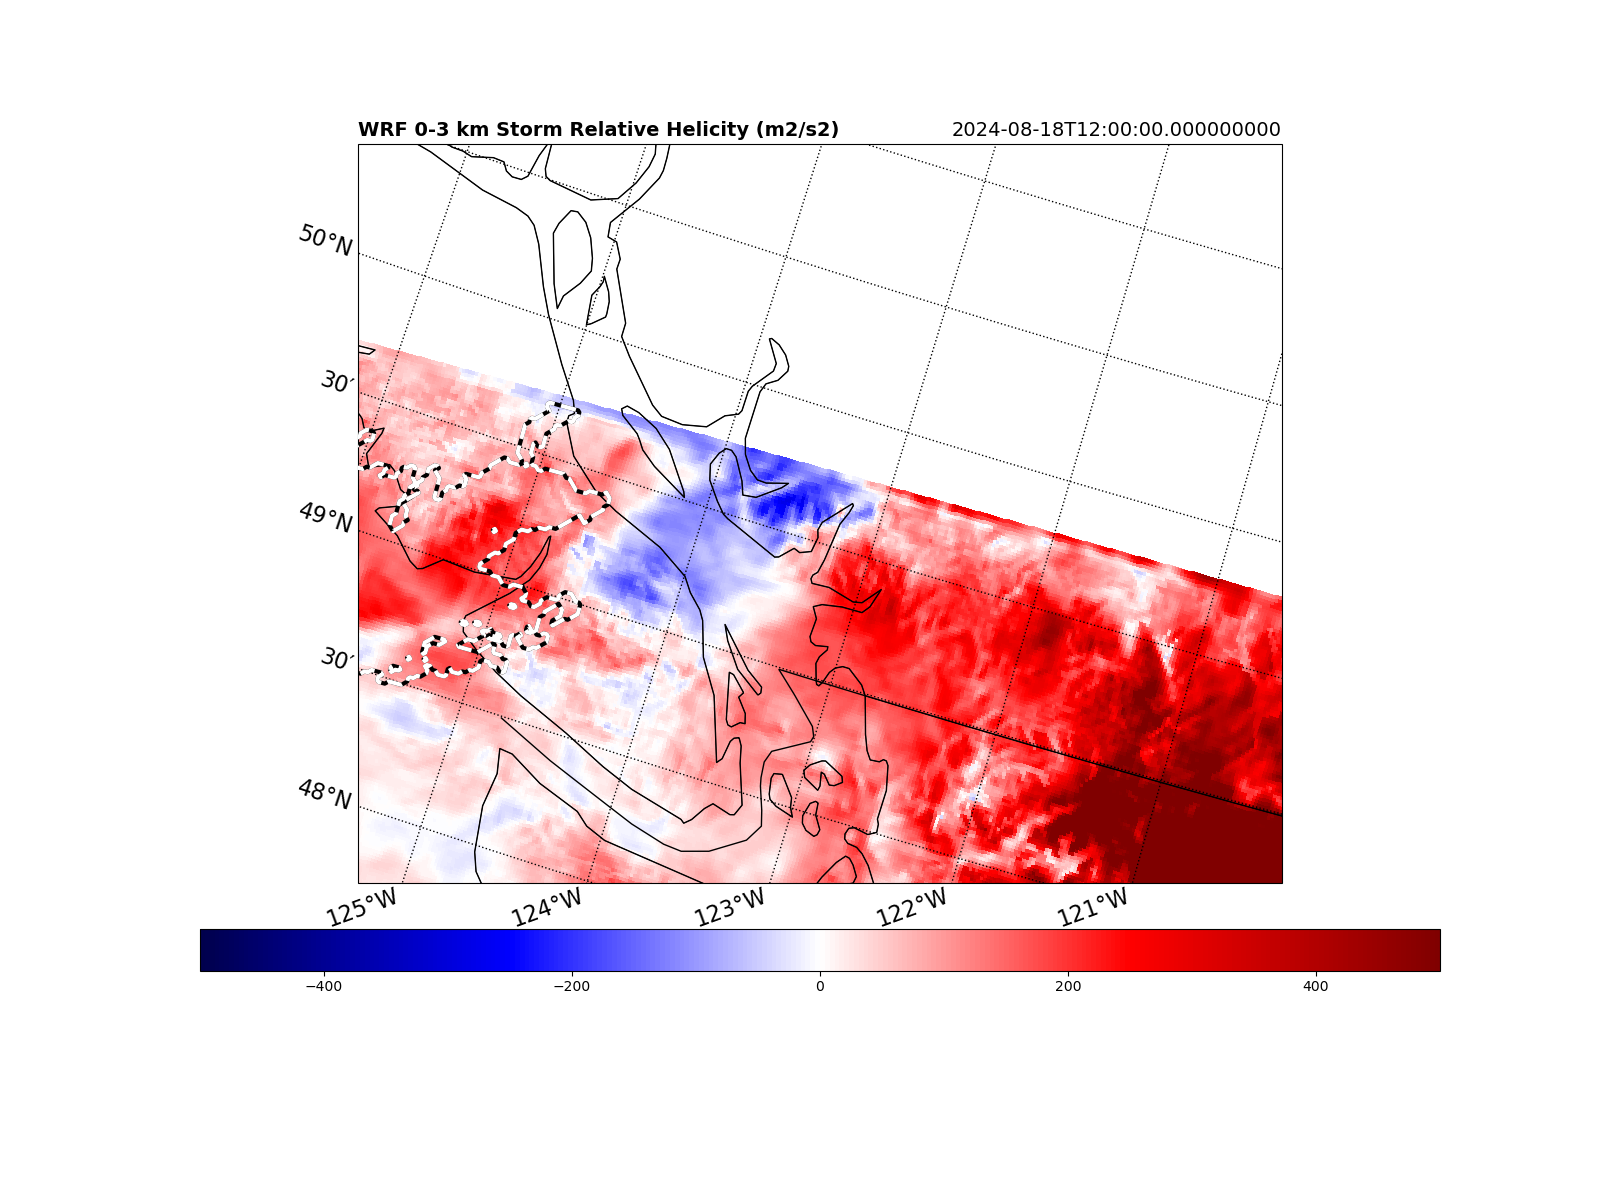 WRF 0-3 km Storm Relative Helicity (m2/s2) 2024-08-18T12:00:00.000000000
50°N
30′
49°N
30′
48°N
125°W 124°W 123°W 122°W 121°W
−400 −200 0 200 400